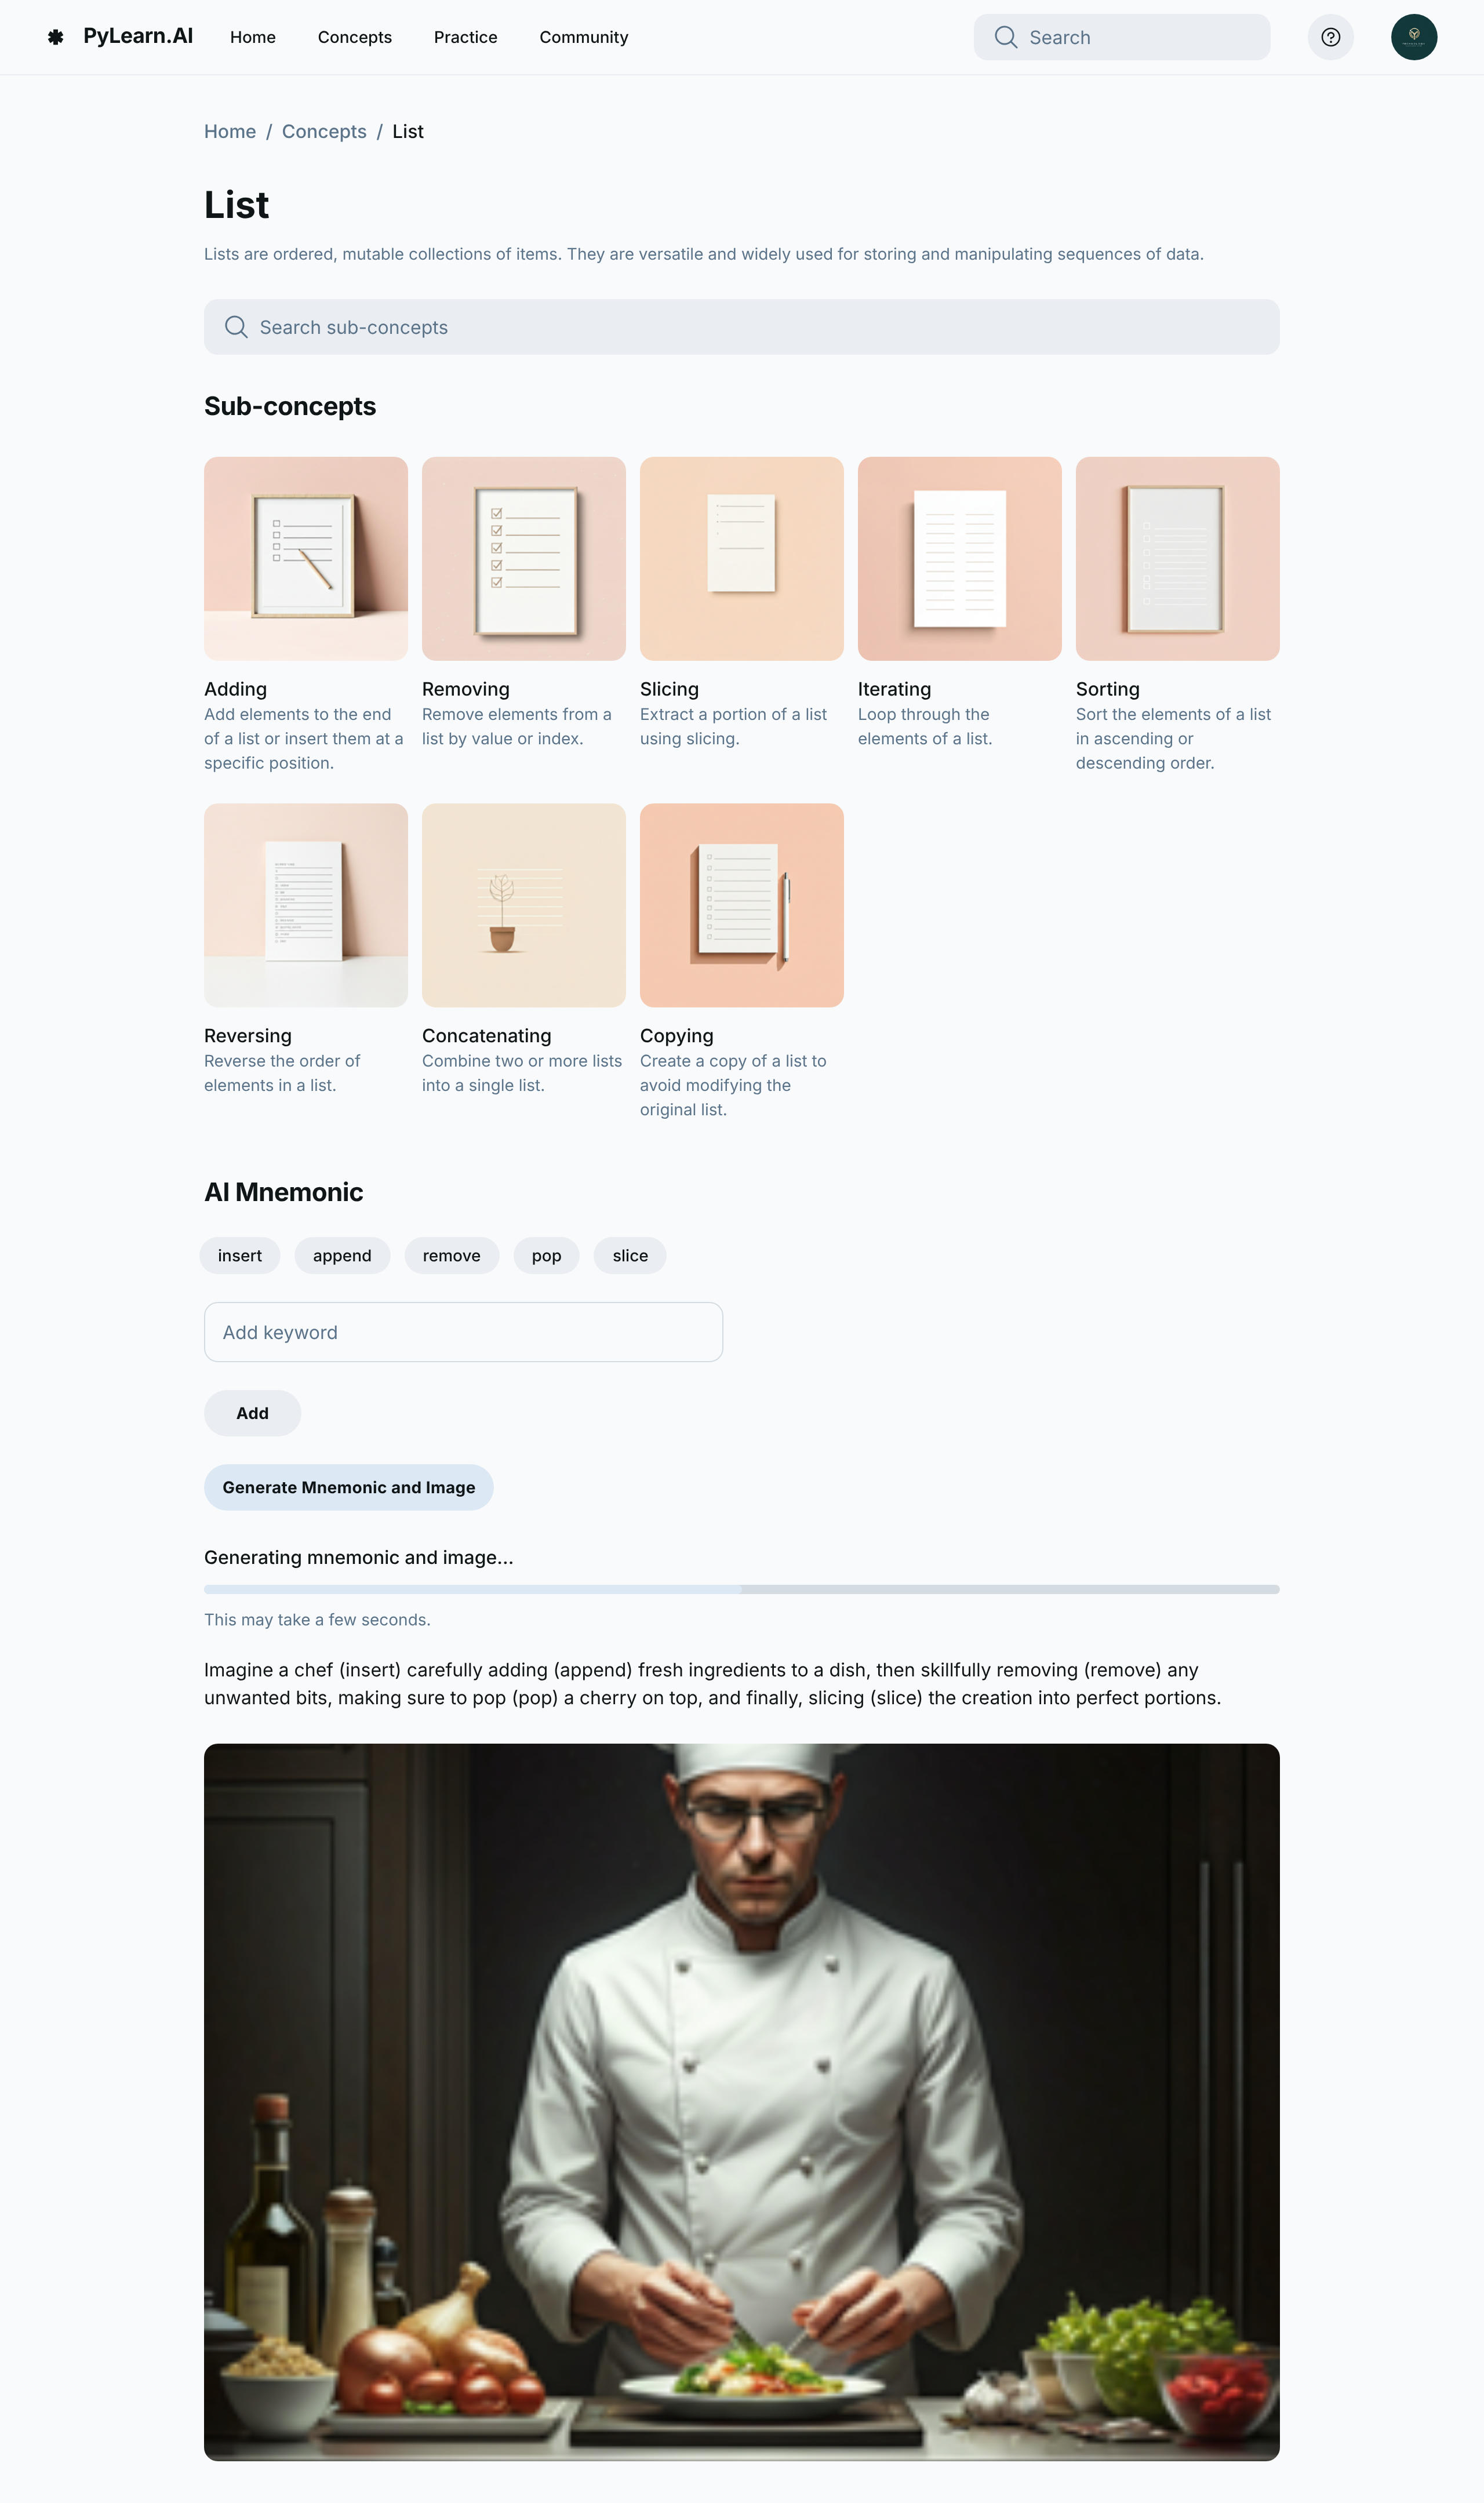 PyLearn.AI
Home
Concepts
Practice
Community
Search
Home / Concepts / List
List
Lists are ordered, mutable collections of items. They are versatile and widely used for storing and manipulating sequences of data.
Search sub-concepts
Sub-concepts
Adding
Add elements to the end
of a list or insert them at a
specific position.
Removing
Remove elements from a
list by value or index.
Slicing
Extract a portion of a list
using slicing.
Iterating
Loop through the
elements of a list.
Sorting
Sort the elements of a list
in ascending or
descending order.
Reversing
Reverse the order of
elements in a list.
Concatenating
Combine two or more lists
into a single list.
Copying
Create a copy of a list to
avoid modifying the
original list.
AI Mnemonic
insert
append
remove
pop
slice
Add keyword
Add
Generate Mnemonic and Image
Generating mnemonic and image...
This may take a few seconds.
Imagine a chef (insert) carefully adding (append) fresh ingredients to a dish, then skillfully removing (remove) any
unwanted bits, making sure to pop (pop) a cherry on top, and finally, slicing (slice) the creation into perfect portions.